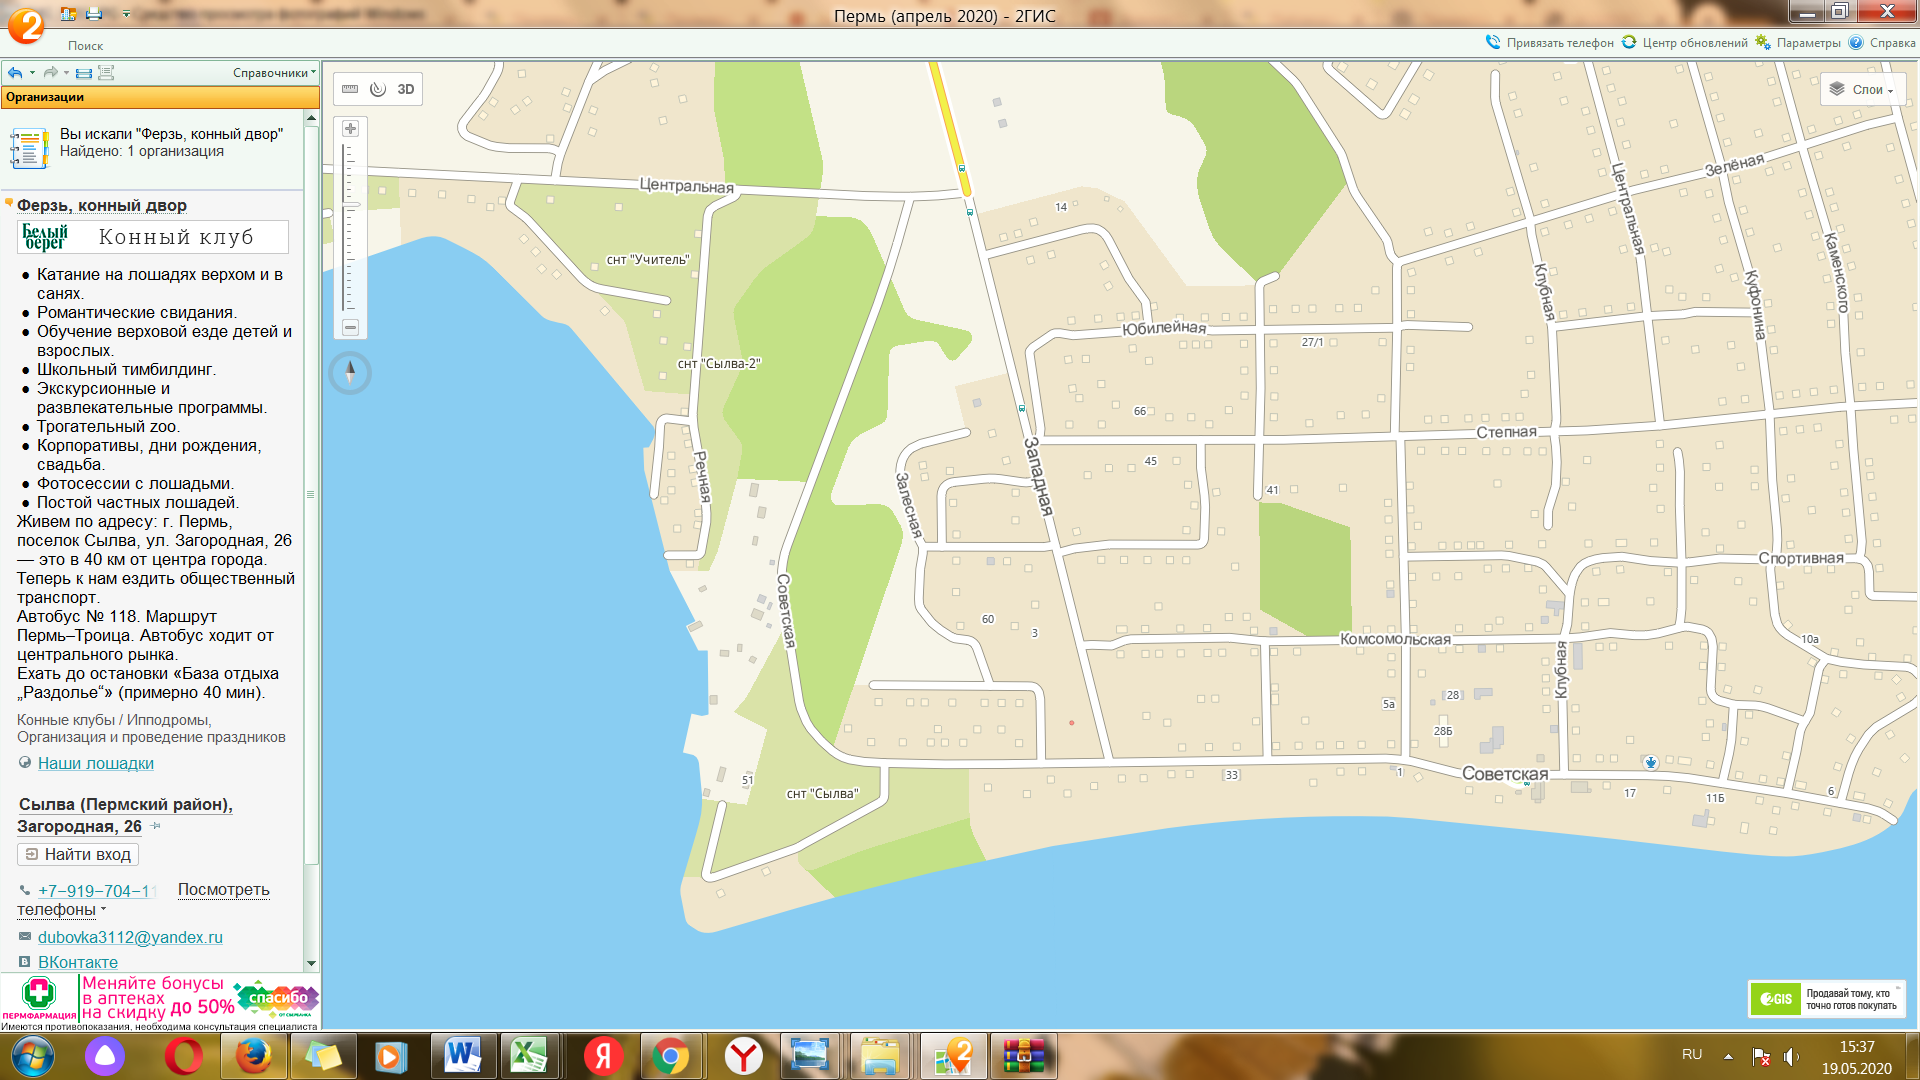 Пермь (апрель 2020) - 2ГИС
Поиск
Привязать телефон
Центр обновлений
Параметры
Справка
Справочники
Организации
Вы искали "Ферзь, конный двор"
Найдено: 1 организация
Ферзь, конный двор
Белый берег Конный клуб
● Катание на лошадях верхом и в
санях.
● Романтические свидания.
● Обучение верховой езде детей и
взрослых.
● Школьный тимбилдинг.
● Экскурсионные и
развлекательные программы.
● Трогательный zoo.
● Корпоративы, дни рождения,
свадьба.
● Фотосессии с лошадьми.
● Постой частных лошадей.
Живем по адресу: г. Пермь,
поселок Сылва, ул. Загородная, 26
— это в 40 км от центра города.
Теперь к нам ездить общественный
транспорт.
Автобус № 118. Маршрут
Пермь–Троица. Автобус ходит от
центрального рынка.
Ехать до остановки «База отдыха
„Раздолье“» (примерно 40 мин).
Конные клубы / Ипподромы,
Организация и проведение праздников
Наши лошадки
Сылва (Пермский район),
Загородная, 26
Найти вход
+7–919–704–11
Посмотреть
телефоны
dubovka3112@yandex.ru
ВКонтакте
ПЕРМФАРМАЦИЯ
Меняйте бонусы
в аптеках
на скидку до 50%
спасибо
ОТ СБЕРБАНКА
Имеются противопоказания, необходима консультация специалиста
3D
Слои
Центральная
снт "Учитель"
снт "Сылва-2"
Речная
Советская
снт "Сылва"
51
14
Юбилейная
27/1
66
Западная
Залесная
45
41
Степная
60
3
Комсомольская
5а
28
28Б
33
1
Советская
17
11Б
6
10а
Спортивная
Клубная
Клубная
Центральная
Зелёная
Куфонина
Каменского
2GIS
Продавай тому, кто
точно готов покупать
RU
15:37
19.05.2020